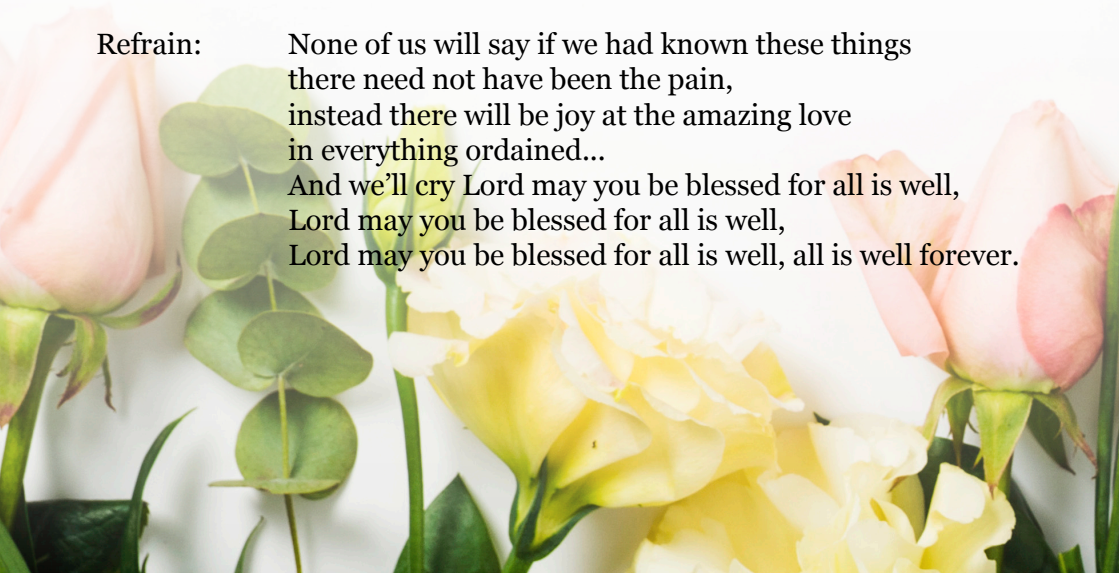 Refrain: None of us will say if we had known these things
there need not have been the pain,
instead there will be joy at the amazing love
in everything ordained...
And we’ll cry Lord may you be blessed for all is well,
Lord may you be blessed for all is well,
Lord may you be blessed for all is well, all is well forever.